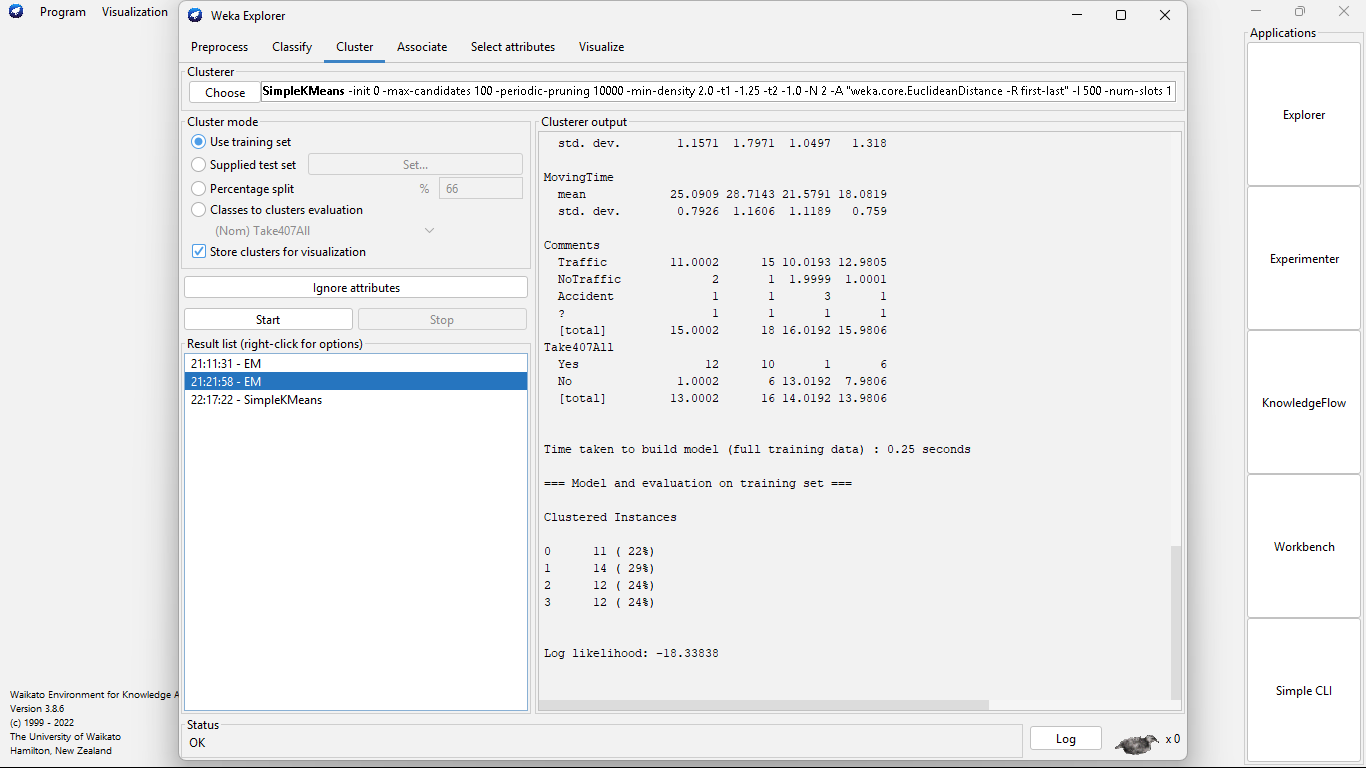 Program Visualization
Weka Explorer
Preprocess Classify Cluster Associate Select attributes Visualize
Clusterer
Choose SimpleKMeans -init 0 -max-candidates 100 -periodic-pruning 10000 -min-density 2.0 -t1 -1.25 -t2 -1.0 -N 2 -A "weka.core.EuclideanDistance -R first-last" -I 500 -num-slots 1
Cluster mode
Use training set
Supplied test set Set...
Percentage split % 66
Classes to clusters evaluation
(Nom) Take407All
Store clusters for visualization
Ignore attributes
Start Stop
Result list (right-click for options)
21:11:31 - EM
21:21:58 - EM
22:17:22 - SimpleKMeans
Clusterer output
std. dev. 1.1571 1.7971 1.0497 1.318
MovingTime
mean 25.0909 28.7143 21.5791 18.0819
std. dev. 0.7926 1.1606 1.1189 0.759
Comments
Traffic 11.0002 15 10.0193 12.9805
NoTraffic 2 1 1.9999 1.0001
Accident 1 1 3 1
? 1 1 1 1
[total] 15.0002 18 16.0192 15.9806
Take407All
Yes 12 10 1 6
No 1.0002 6 13.0192 7.9806
[total] 13.0002 16 14.0192 13.9806
Time taken to build model (full training data) : 0.25 seconds
=== Model and evaluation on training set ===
Clustered Instances
0 11 ( 22%)
1 14 ( 29%)
2 12 ( 24%)
3 12 ( 24%)
Log likelihood: -18.33838
Status
OK
Log
x 0
Applications
Explorer
Experimenter
KnowledgeFlow
Workbench
Simple CLI
Waikato Environment for Knowledge A
Version 3.8.6
(c) 1999 - 2022
The University of Waikato
Hamilton, New Zealand